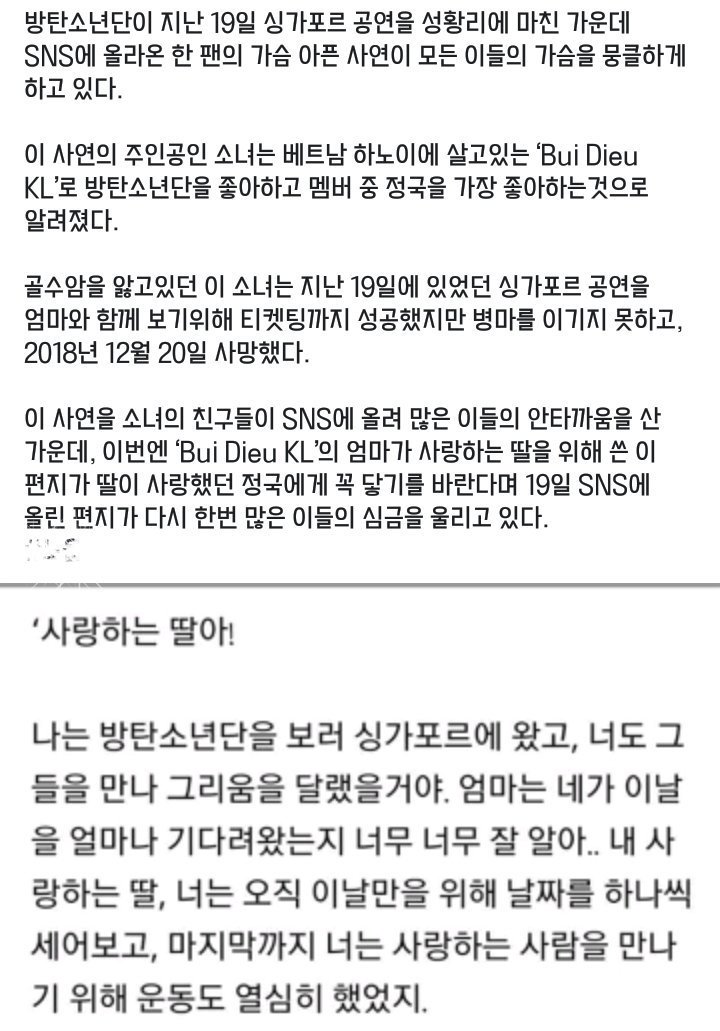 방탄소년단이 지난 19일 싱가포르 공연을 성황리에 마친 가운데
SNS에 올라온 한 팬의 가슴 아픈 사연이 모든 이들의 가슴을 뭉클하게
하고 있다.
이 사연의 주인공인 소녀는 베트남 하노이에 살고있는 ‘Bui Dieu
KL’로 방탄소년단을 좋아하고 멤버 중 정국을 가장 좋아하는것으로
알려졌다.
골수암을 앓고있던 이 소녀는 지난 19일에 있었던 싱가포르 공연을
엄마와 함께 보기위해 티켓팅까지 성공했지만 병마를 이기지 못하고,
2018년 12월 20일 사망했다.
이 사연을 소녀의 친구들이 SNS에 올려 많은 이들의 안타까움을 산
가운데, 이번엔 ‘Bui Dieu KL’의 엄마가 사랑하는 딸을 위해 쓴 이
편지가 딸이 사랑했던 정국에게 꼭 닿기를 바란다며 19일 SNS에
올린 편지가 다시 한번 많은 이들의 심금을 울리고 있다.
‘사랑하는 딸아!
나는 방탄소년단을 보러 싱가포르에 왔고, 너도 그
들을 만나 그리움을 달랬을거야. 엄마는 네가 이날
을 얼마나 기다려왔는지 너무 너무 잘 알아.. 내 사
랑하는 딸, 너는 오직 이날만을 위해 날짜를 하나씩
세어보고, 마지막까지 너는 사랑하는 사람을 만나
기 위해 운동도 열심히 했었지.